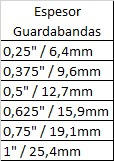 Espesor
Guardabandas
0,25" / 6,4mm
0,375" / 9,6mm
0,5" / 12,7mm
0,625" / 15,9mm
0,75" / 19,1mm
1" / 25,4mm